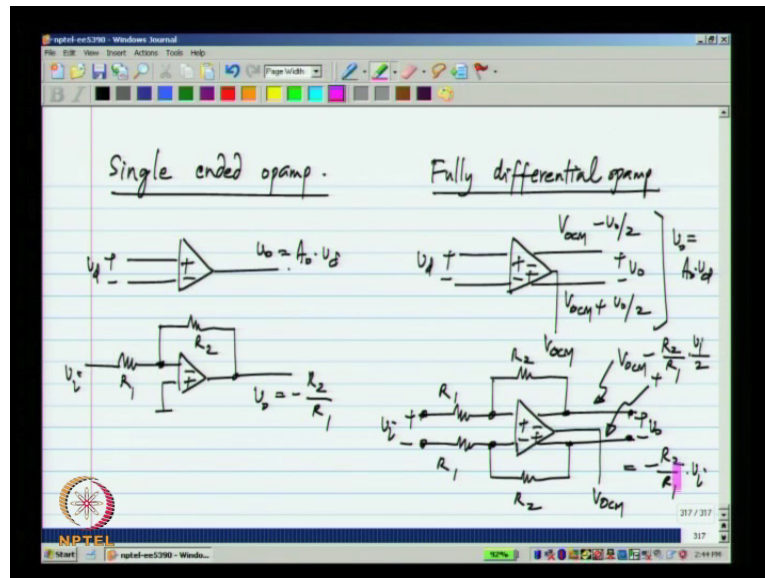 nptel-ee5390 - Windows Journal
File Edit View Insert Actions Tools Help
Page Width
B I
Single ended opamp.
Fully differential opamp
Vocm - Vo/2
Vd + - + - Vo = Ao·Vd
Vd + - + - - + + Vo - Vo = Ao·Vd
Vocm + Vo/2
Vocm
R2
R2
Vi R1 - + Vo = - R2/R1
Vocm - R2/R1 · Vi/2
+
R1
Vi + - + - - + + Vo -
R1
= - R2/R1 · Vi
R2
Vocm
NPTEL
317 / 317
317
Start
nptel-ee5390 - Windo...
92%
2:44 PM